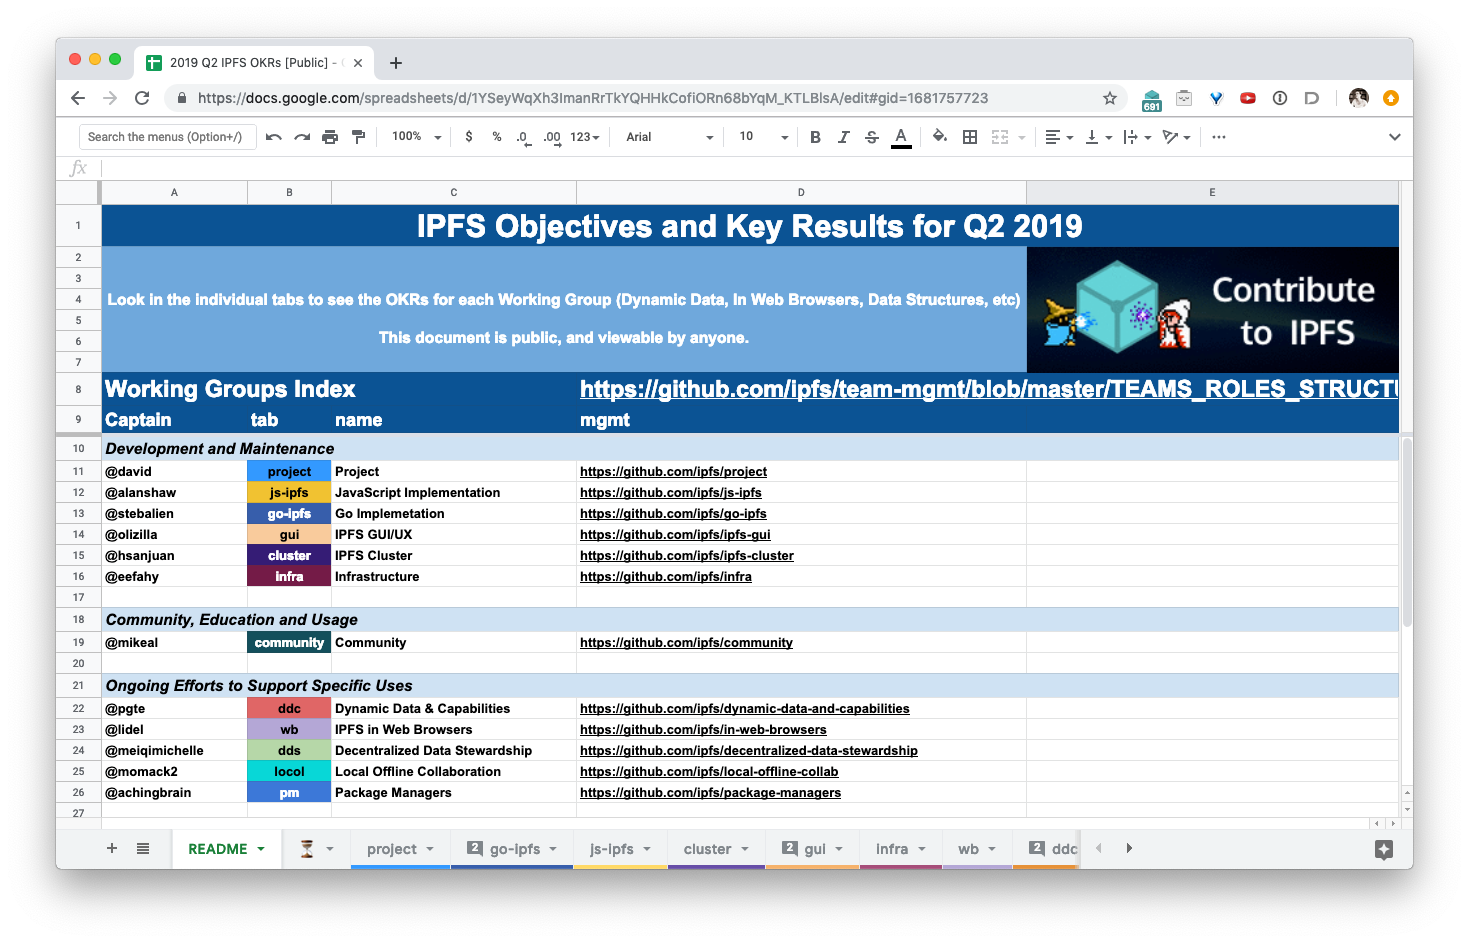 2019 Q2 IPFS OKRs [Public] -
https://docs.google.com/spreadsheets/d/1YSeyWqXh3ImanRrTkYQHHkCofiORn68bYqM_KTLBlsA/edit#gid=1681757723
691
Search the menus (Option+/) 100% $ % .0 .00 123 Arial 10 B I S A
fx
A B C D E
1 IPFS Objectives and Key Results for Q2 2019
2
3
4 Look in the individual tabs to see the OKRs for each Working Group (Dynamic Data, In Web Browsers, Data Structures, etc)
5
6 This document is public, and viewable by anyone.
7
Contribute
to IPFS
8 Working Groups Index https://github.com/ipfs/team-mgmt/blob/master/TEAMS_ROLES_STRUCTU
9 Captain tab name mgmt
10 Development and Maintenance
11 @david project Project https://github.com/ipfs/project
12 @alanshaw js-ipfs JavaScript Implementation https://github.com/ipfs/js-ipfs
13 @stebalien go-ipfs Go Implemetation https://github.com/ipfs/go-ipfs
14 @olizilla gui IPFS GUI/UX https://github.com/ipfs/ipfs-gui
15 @hsanjuan cluster IPFS Cluster https://github.com/ipfs/ipfs-cluster
16 @eefahy infra Infrastructure https://github.com/ipfs/infra
17
18 Community, Education and Usage
19 @mikeal community Community https://github.com/ipfs/community
20
21 Ongoing Efforts to Support Specific Uses
22 @pgte ddc Dynamic Data & Capabilities https://github.com/ipfs/dynamic-data-and-capabilities
23 @lidel wb IPFS in Web Browsers https://github.com/ipfs/in-web-browsers
24 @meiqimichelle dds Decentralized Data Stewardship https://github.com/ipfs/decentralized-data-stewardship
25 @momack2 locol Local Offline Collaboration https://github.com/ipfs/local-offline-collab
26 @achingbrain pm Package Managers https://github.com/ipfs/package-managers
27
README project 2 go-ipfs js-ipfs cluster 2 gui infra wb 2 ddc